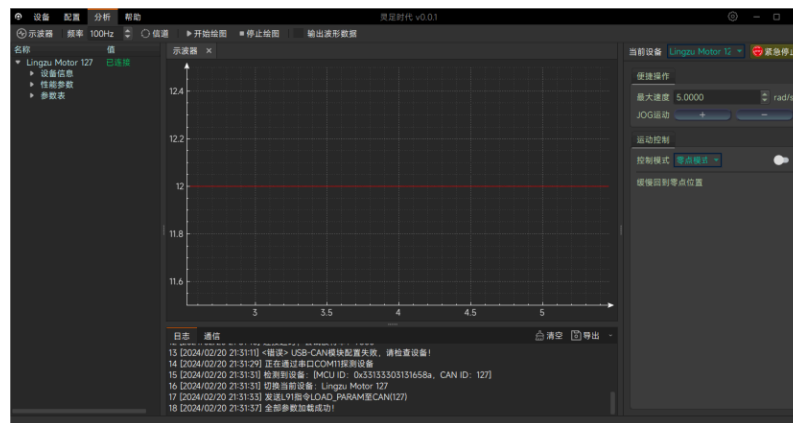 设备 配置 分析 帮助 灵足时代 v0.0.1
示波器 频率 100Hz 信道 ▶开始绘图 ■停止绘图 输出波形数据
名称 值
Lingzu Motor 127 已连接
设备信息
性能参数
参数表
示波器 ×
12.4
12.2
12
11.8
11.6
3 3.5 4 4.5 5
日志 通信 清空 导出
13 [2024/02/20 21:31:11] <错误> USB-CAN模块配置失败，请检查设备！
14 [2024/02/20 21:31:29] 正在通过串口COM11探测设备
15 [2024/02/20 21:31:31] 检测到设备：[MCU ID：0x33133303131658a，CAN ID：127]
16 [2024/02/20 21:31:31] 切换当前设备：Lingzu Motor 127
17 [2024/02/20 21:31:33] 发送L91指令LOAD_PARAM至CAN(127)
18 [2024/02/20 21:31:37] 全部参数加载成功！
当前设备 Lingzu Motor 12 紧急停止
便捷操作
最大速度 5.0000 rad/s
JOG运动 + −
运动控制
控制模式 零点模式
缓慢回到零点位置